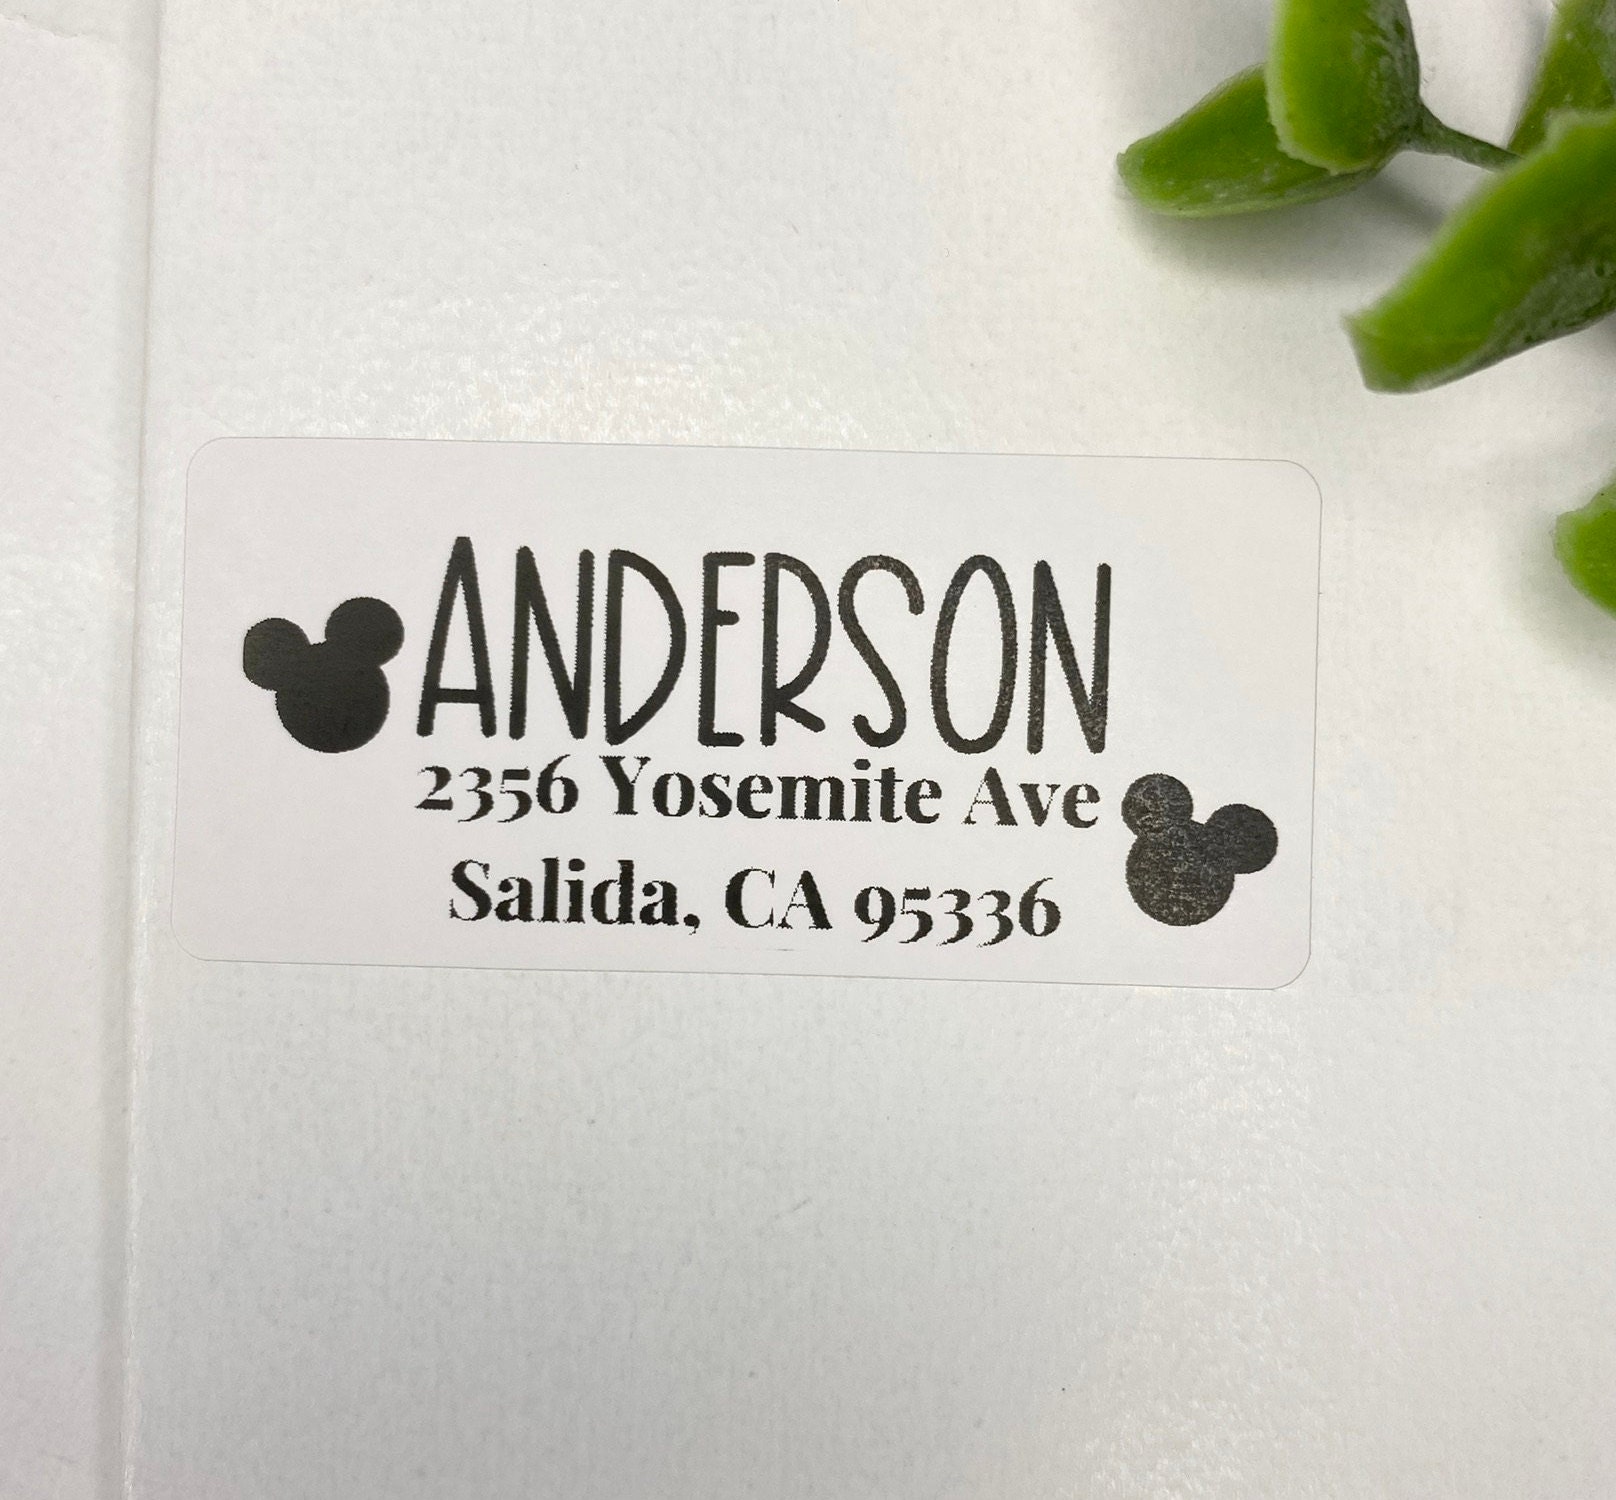 ANDERSON
2356 Yosemite Ave
Salida, CA 95336